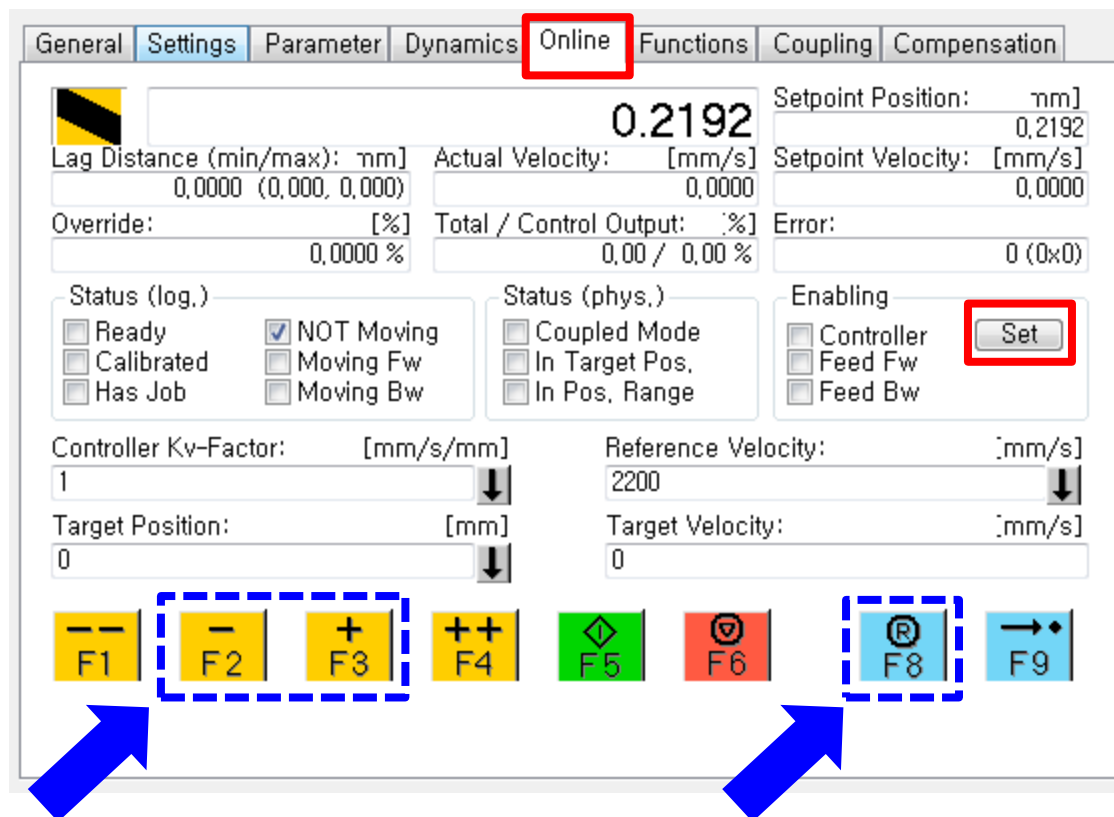 General Settings Parameter Dynamics Online Functions Coupling Compensation
0.2192
Setpoint Position: mm]
0,2192
Lag Distance (min/max): mm] Actual Velocity: [mm/s] Setpoint Velocity: [mm/s]
0,0000 (0,000, 0,000) 0,0000 0,0000
Override: [%] Total / Control Output: [%] Error:
0,0000 % 0,00 / 0,00 % 0 (0x0)
Status (log,) Status (phys,) Enabling
Ready NOT Moving Coupled Mode Controller Set
Calibrated Moving Fw In Target Pos, Feed Fw
Has Job Moving Bw In Pos, Range Feed Bw
Controller Kv-Factor: [mm/s/mm] Reference Velocity: [mm/s]
1 2200
Target Position: [mm] Target Velocity: [mm/s]
0 0
-- - + ++ R
F1 F2 F3 F4 F5 F6 F8 F9